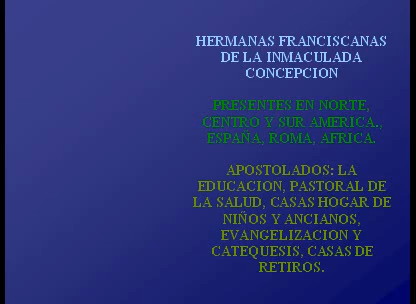 HERMANAS FRANCISCANAS
DE LA INMACULADA
CONCEPCION
PRESENTES EN NORTE,
CENTRO Y SUR AMERICA.,
ESPAÑA, ROMA, AFRICA.
APOSTOLADOS: LA
EDUCACION, PASTORAL DE
LA SALUD, CASAS HOGAR DE
NIÑOS Y ANCIANOS,
EVANGELIZACION Y
CATEQUESIS, CASAS DE
RETIROS.